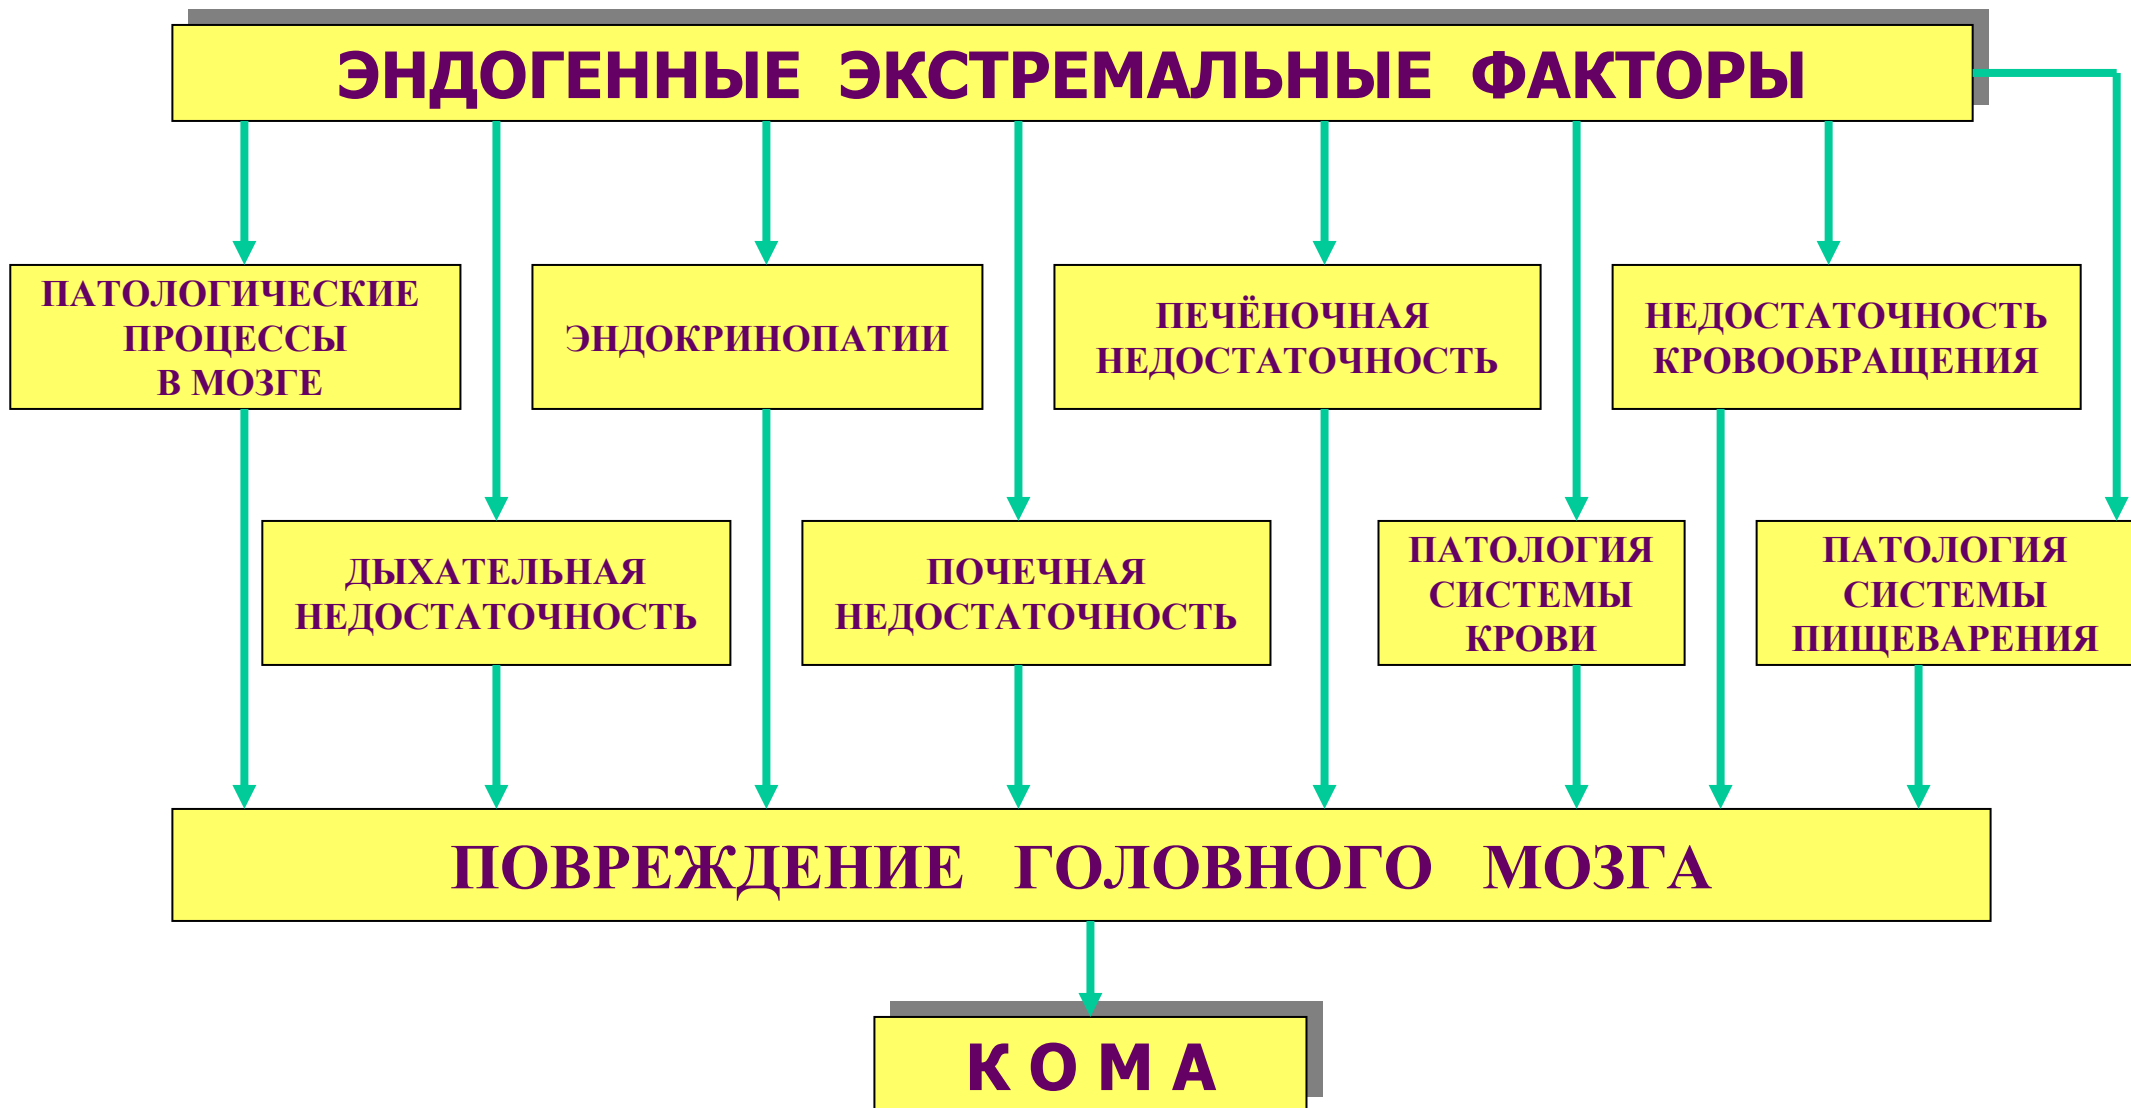 ЭНДОГЕННЫЕ ЭКСТРЕМАЛЬНЫЕ ФАКТОРЫ
ПАТОЛОГИЧЕСКИЕ
ПРОЦЕССЫ
В МОЗГЕ
ЭНДОКРИНОПАТИИ
ПЕЧЁНОЧНАЯ
НЕДОСТАТОЧНОСТЬ
НЕДОСТАТОЧНОСТЬ
КРОВООБРАЩЕНИЯ
ДЫХАТЕЛЬНАЯ
НЕДОСТАТОЧНОСТЬ
ПОЧЕЧНАЯ
НЕДОСТАТОЧНОСТЬ
ПАТОЛОГИЯ
СИСТЕМЫ
КРОВИ
ПАТОЛОГИЯ
СИСТЕМЫ
ПИЩЕВАРЕНИЯ
ПОВРЕЖДЕНИЕ ГОЛОВНОГО МОЗГА
К О М А